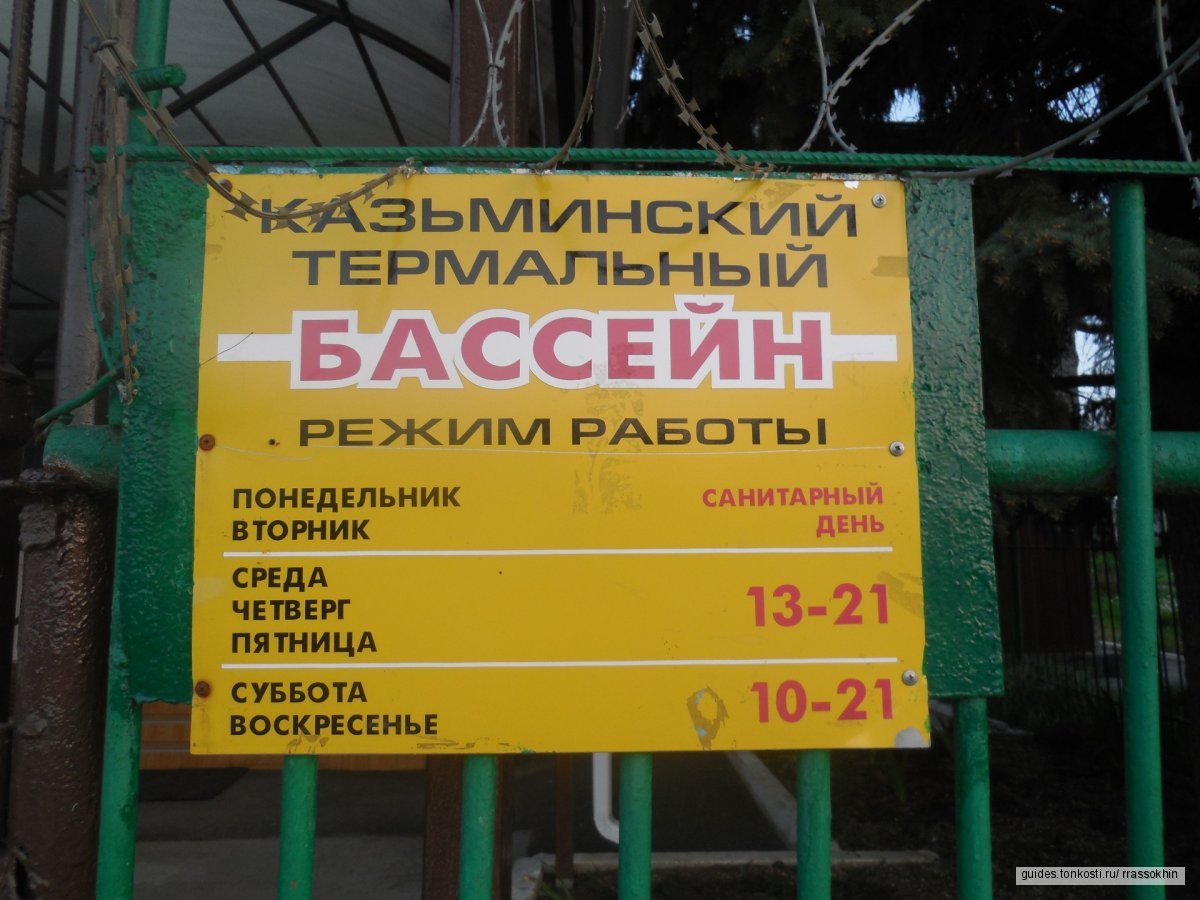 КАЗЬМИНСКИЙ
ТЕРМАЛЬНЫЙ
БАССЕЙН
РЕЖИМ РАБОТЫ
ПОНЕДЕЛЬНИК
ВТОРНИК
САНИТАРНЫЙ
ДЕНЬ
СРЕДА
ЧЕТВЕРГ
ПЯТНИЦА
13-21
СУББОТА
ВОСКРЕСЕНЬЕ
10-21
guides.tonkosti.ru/ rrassokhin